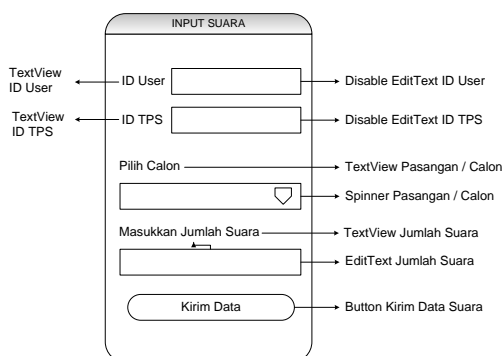 INPUT SUARA
TextView
ID User
ID User
Disable EditText ID User
TextView
ID TPS
ID TPS
Disable EditText ID TPS
Pilih Calon
TextView Pasangan / Calon
Spinner Pasangan / Calon
Masukkan Jumlah Suara
TextView Jumlah Suara
EditText Jumlah Suara
Kirim Data
Button Kirim Data Suara